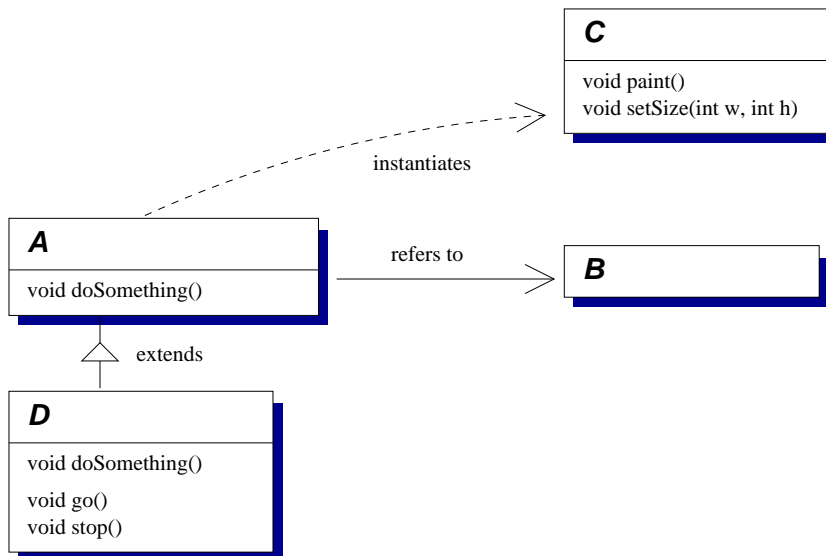 C
void paint()
void setSize(int w, int h)
instantiates
A
void doSomething()
refers to
B
extends
D
void doSomething()
void go()
void stop()